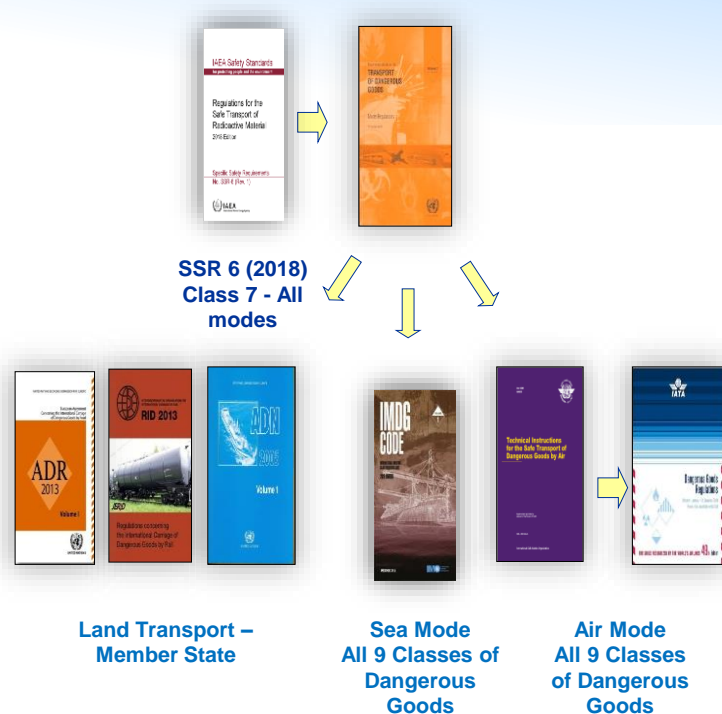 IAEA Safety Standards
for protecting people and the environment
Regulations for the
Safe Transport of
Radioactive Material
2018 Edition
Specific Safety Requirements
No. SSR-6 (Rev. 1)
IAEA
TRANSPORT
OF DANGEROUS
GOODS
SSR 6 (2018)
Class 7 - All
modes
ADR
2013
Volume I
RID 2013
Regulations concerning
the International Carriage of
Dangerous Goods by Rail
ADN
Volume I
IMDG
CODE
Technical Instructions
for the Safe Transport of
Dangerous Goods by Air
IATA
Dangerous Goods
Regulations
Land Transport –
Member State
Sea Mode
All 9 Classes of
Dangerous
Goods
Air Mode
All 9 Classes
of Dangerous
Goods